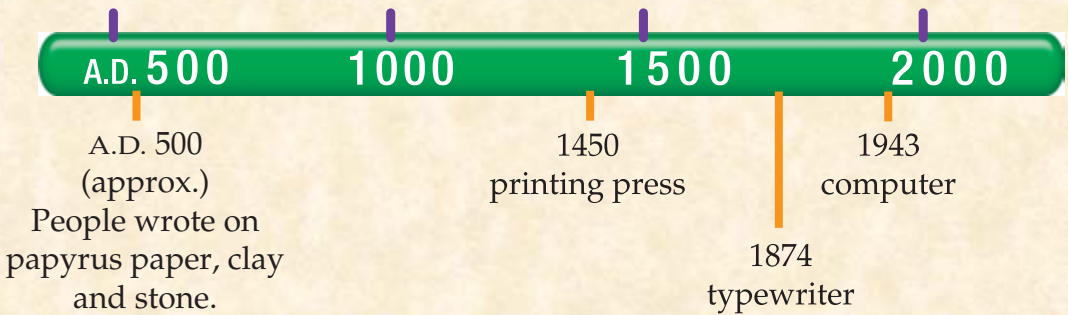 A.D. 500 1000 1500 2000
A.D. 500
(approx.)
People wrote on
papyrus paper, clay
and stone.
1450
printing press
1874
typewriter
1943
computer